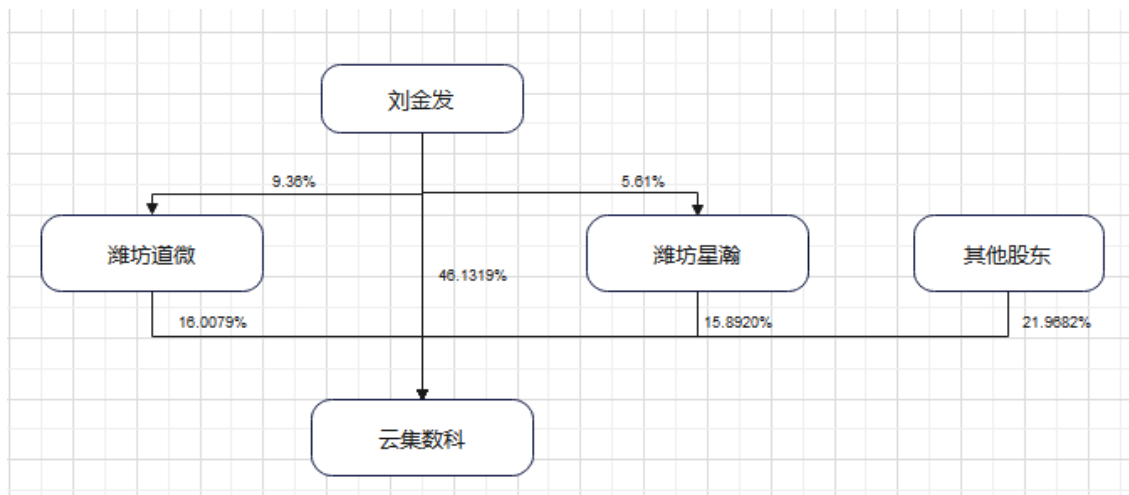 刘金发
9.36%
5.61%
潍坊道微
潍坊星瀚
其他股东
46.1319%
16.0079%
15.8920%
21.9682%
云集数科